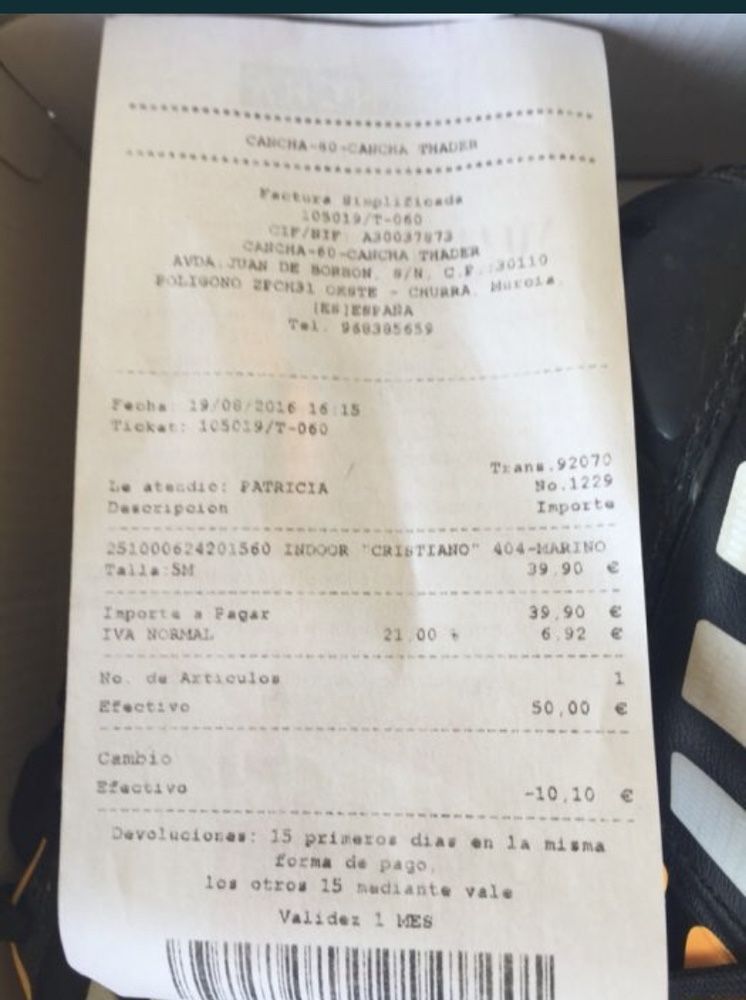 CANCHA-60-CANCHA THADER
Factura Simplificada
105019/T-060
CIF/NIF: A30037873
CANCHA-60-CANCHA THADER
AVDA.JUAN DE BORBON, S/N, C.P.:30110
POLIGONO ZPCH31 OESTE - CHURRA, Murcia,
[ES]ESPAÑA
Tel. 968385659
Fecha: 19/08/2016 16:15
Ticket: 105019/T-060
Trans.92070
Le atendio: PATRICIA No.1229
Descripcion Importe
251000624201560 INDOOR "CRISTIANO" 404-MARINO
Talla:5M 39,90 €
Importe a Pagar 39,90 €
IVA NORMAL 21,00 % 6,92 €
No. de Articulos 1
Efectivo 50,00 €
Cambio
Efectivo -10,10 €
Devoluciones: 15 primeros dias en la misma
forma de pago,
los otros 15 mediante vale
Validez 1 MES